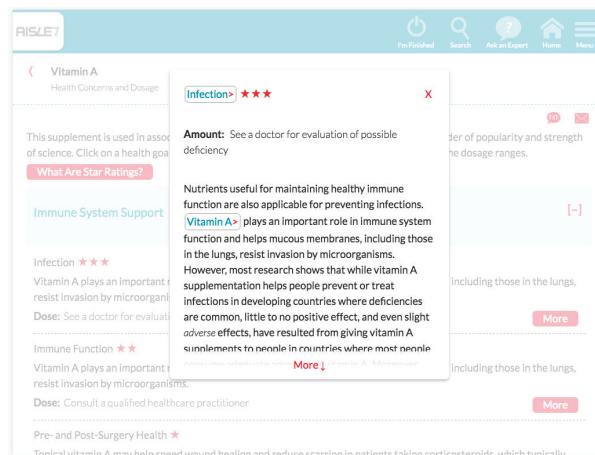 AISLE7
I'm Finished Search Ask an Expert Home Menu
Vitamin A
Health Concerns and Dosage
Infection> ★★★ X
Amount: See a doctor for evaluation of possible
deficiency
Nutrients useful for maintaining healthy immune
function are also applicable for preventing infections.
Vitamin A> plays an important role in immune system
function and helps mucous membranes, including those
in the lungs, resist invasion by microorganisms.
However, most research shows that while vitamin A
supplementation helps people prevent or treat
infections in developing countries where deficiencies
are common, little to no positive effect, and even slight
adverse effects, have resulted from giving vitamin A
supplements to people in countries where most people
More ↓
This supplement is used in assoc der of popularity and strength
of science. Click on a health goa he dosage ranges.
What Are Star Ratings?
Immune System Support [-]
Infection ★★★
Vitamin A plays an important r including those in the lungs,
resist invasion by microorgani
Dose: See a doctor for evaluati More
Immune Function ★★
Vitamin A plays an important r including those in the lungs,
resist invasion by microorganisms.
Dose: Consult a qualified healthcare practitioner More
Pre- and Post-Surgery Health ★
Topical vitamin A may help speed wound healing and reduce scarring in patients taking corticosteroids, which typically